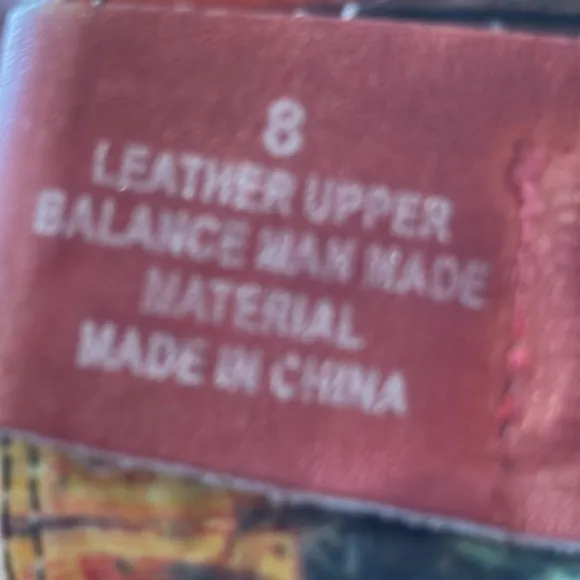 8
LEATHER UPPER
BALANCE MAN MADE
MATERIAL
MADE IN CHINA